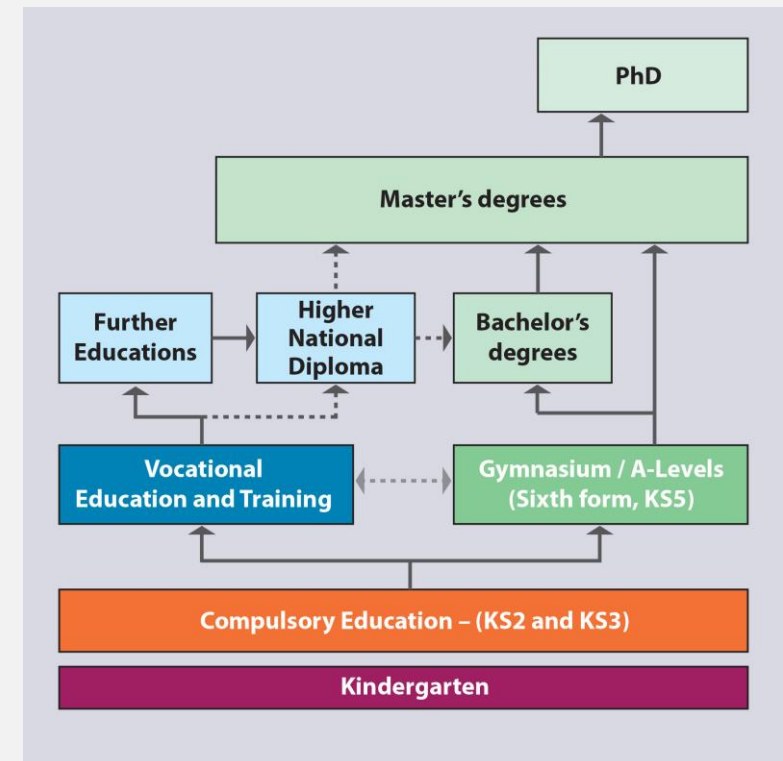 PhD
Master's degrees
Further
Educations
Higher
National
Diploma
Bachelor's
degrees
Vocational
Education and Training
Gymnasium / A-Levels
(Sixth form, KS5)
Compulsory Education – (KS2 and KS3)
Kindergarten